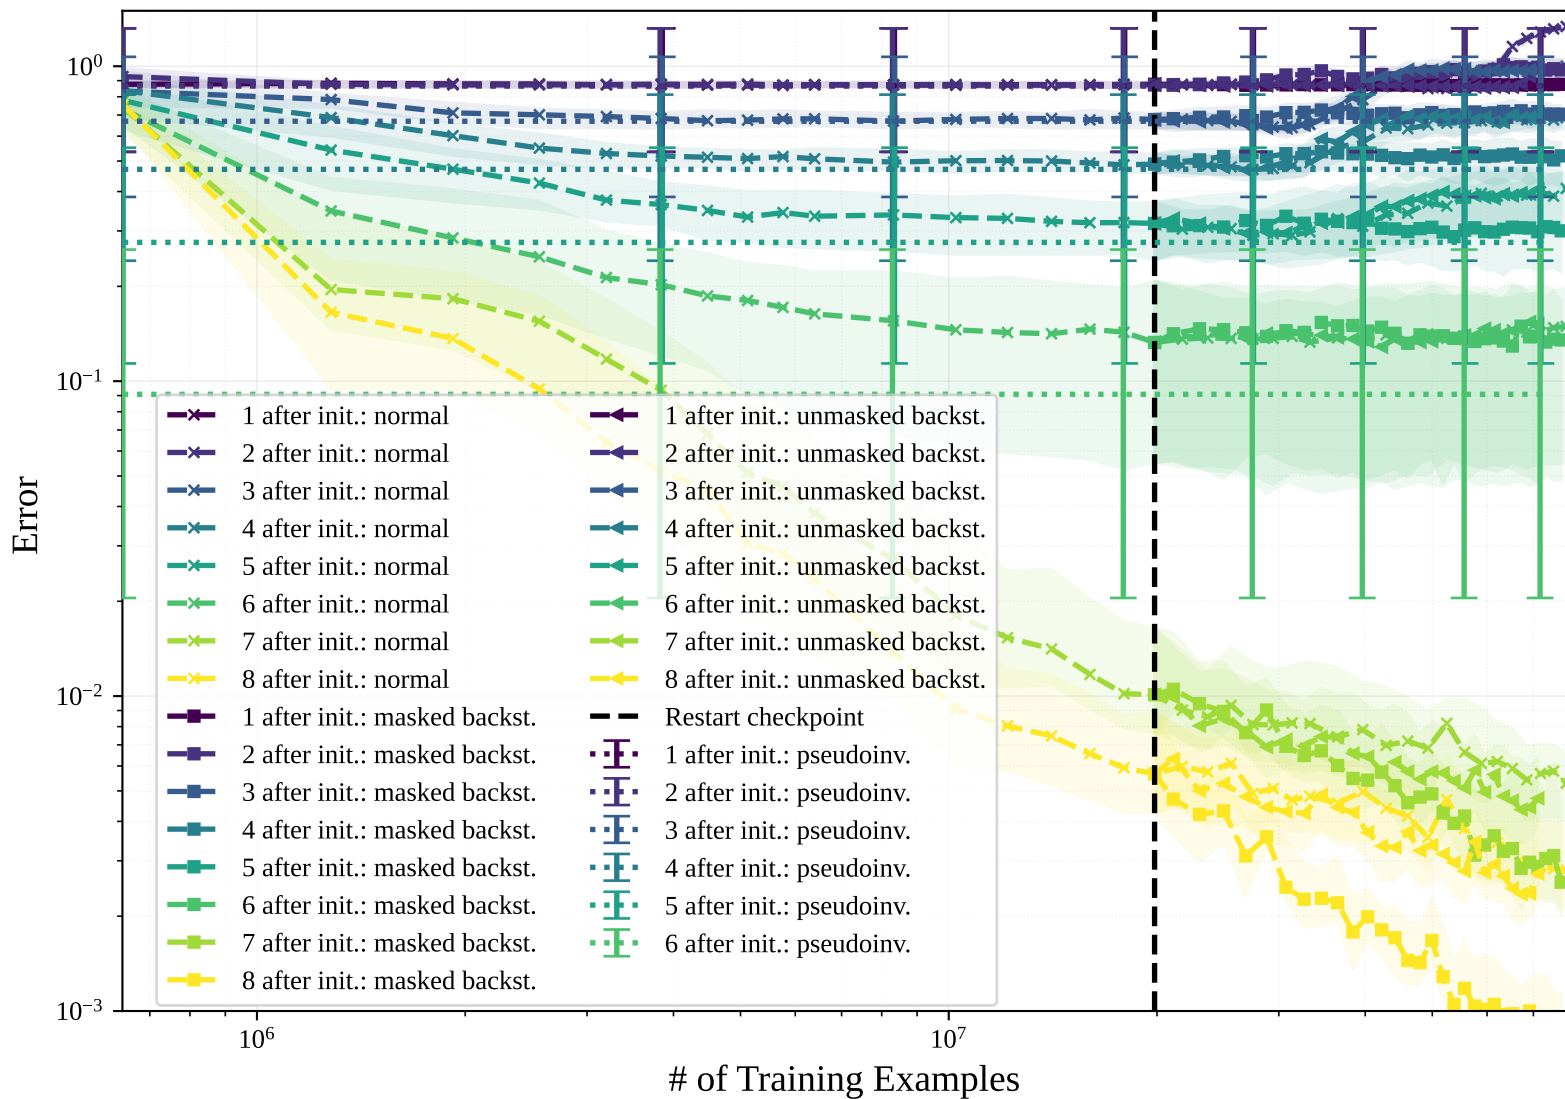 10⁰
10⁻¹
10⁻²
10⁻³
Error
1 after init.: normal
2 after init.: normal
3 after init.: normal
4 after init.: normal
5 after init.: normal
6 after init.: normal
7 after init.: normal
8 after init.: normal
1 after init.: masked backst.
2 after init.: masked backst.
3 after init.: masked backst.
4 after init.: masked backst.
5 after init.: masked backst.
6 after init.: masked backst.
7 after init.: masked backst.
8 after init.: masked backst.
1 after init.: unmasked backst.
2 after init.: unmasked backst.
3 after init.: unmasked backst.
4 after init.: unmasked backst.
5 after init.: unmasked backst.
6 after init.: unmasked backst.
7 after init.: unmasked backst.
8 after init.: unmasked backst.
Restart checkpoint
1 after init.: pseudoinv.
2 after init.: pseudoinv.
3 after init.: pseudoinv.
4 after init.: pseudoinv.
5 after init.: pseudoinv.
6 after init.: pseudoinv.
10⁶
10⁷
# of Training Examples